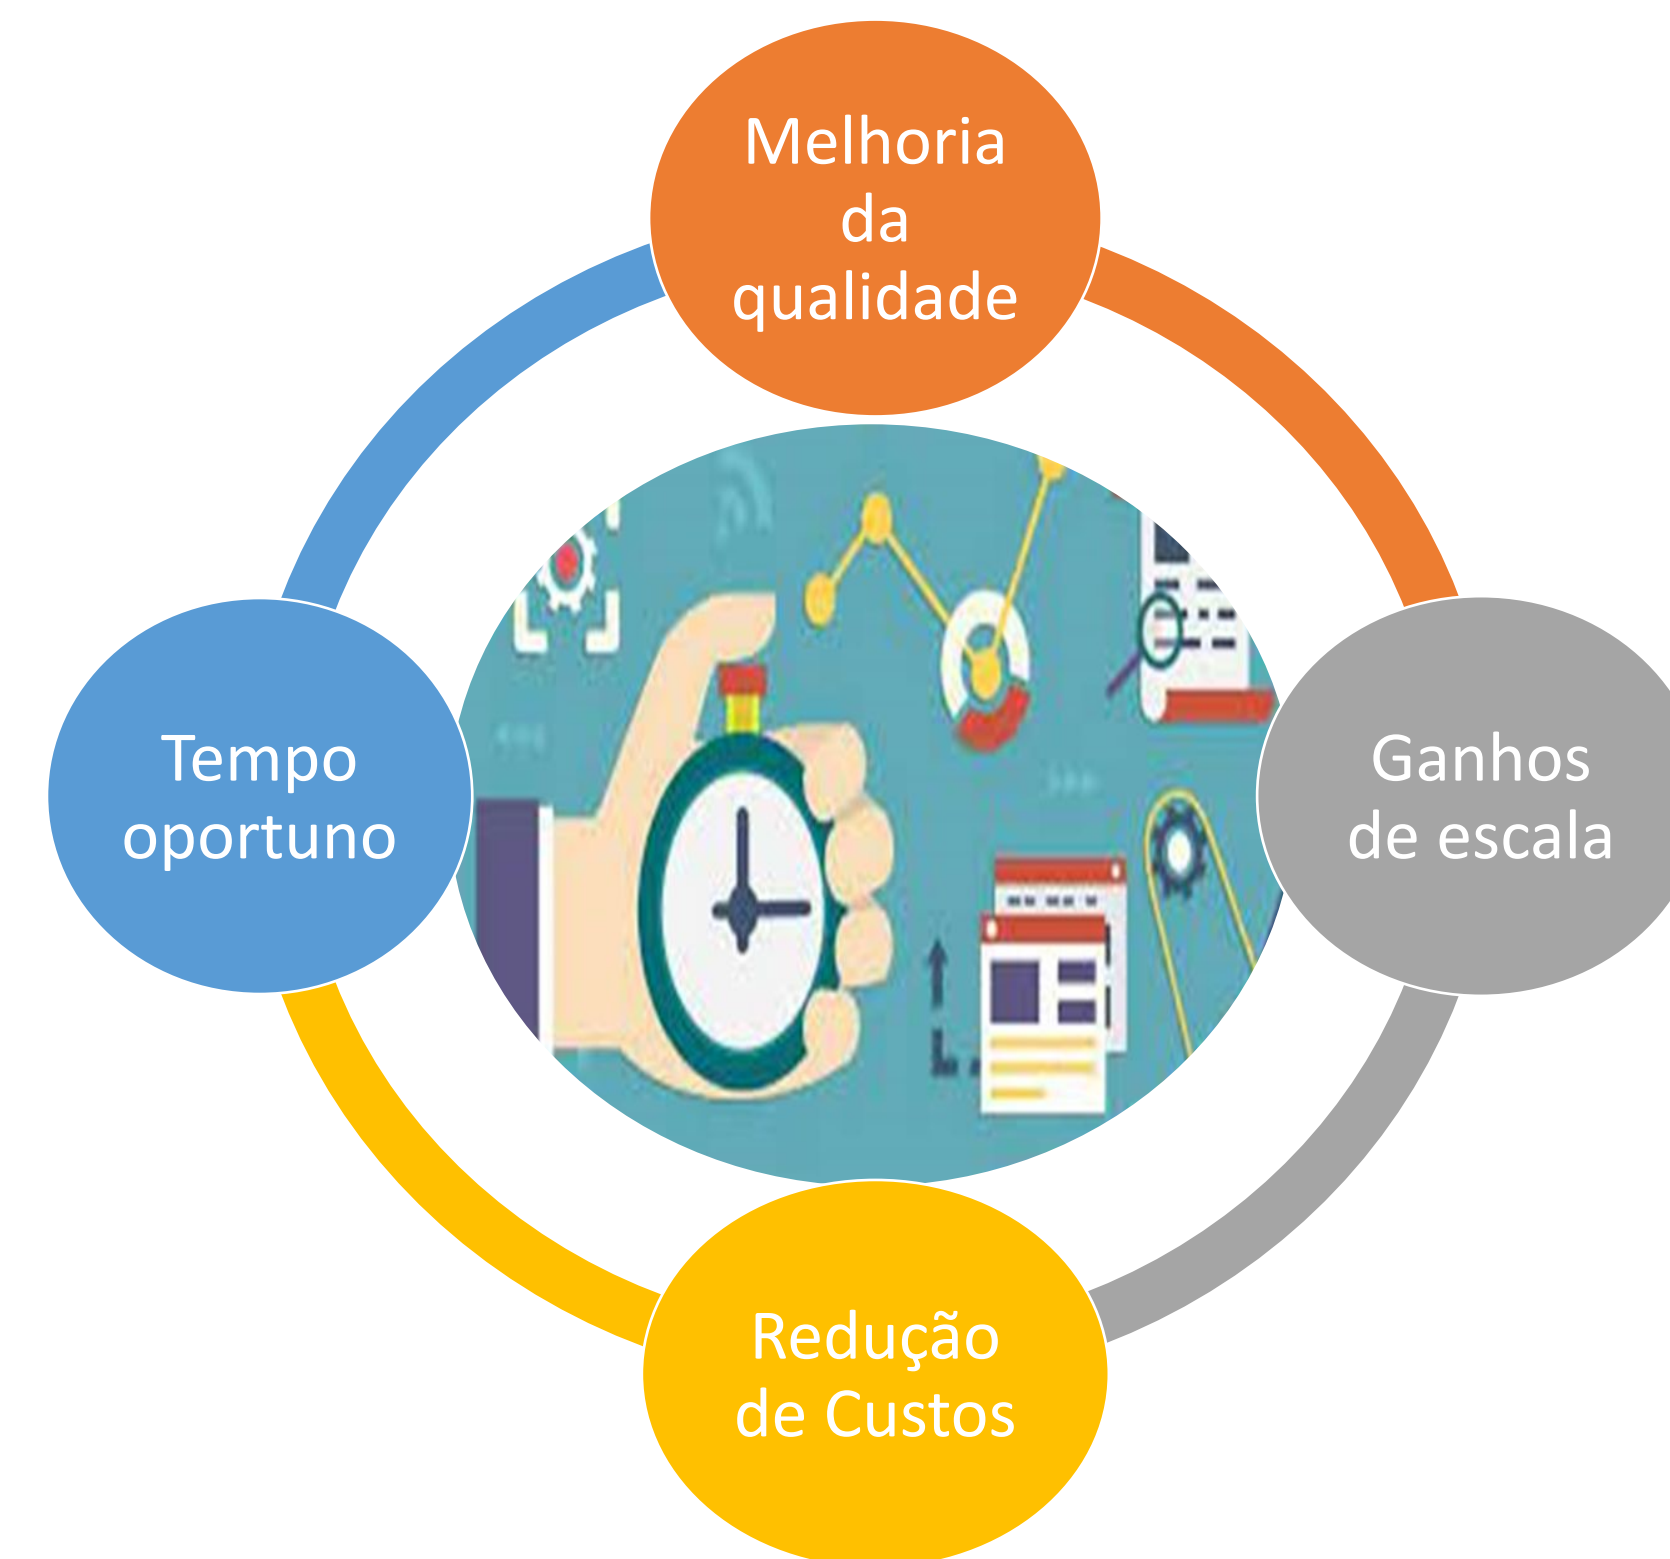 Melhoria
da
qualidade
Tempo
oportuno
Ganhos
de escala
Redução
de Custos